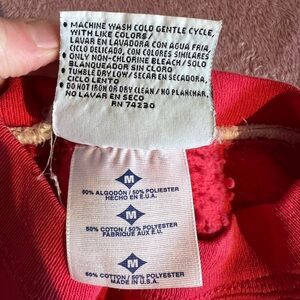 • MACHINE WASH COLD GENTLE CYCLE,
WITH LIKE COLORS/
LAVAR EN LAVADORA CON AGUA FRIA,
CICLO DELICADO, CON COLORES SIMILARES
• ONLY NON-CHLORINE BLEACH/SOLO
BLANQUEADOR SIN CLORO
• TUMBLE DRY LOW/SECAR EN SECADORA,
CICLO LENTO
• DO NOT IRON OR DRY CLEAN/NO PLANCHAR,
NO LAVAR EN SECO
RN 74230
M
50% ALGODÓN / 50% POLIESTER
HECHO EN E.U.A.
M
50% COTON / 50% POLYESTER
FABRIQUE AUX E.U.
M
50% COTTON / 50% POLYESTER
MADE IN U.S.A.